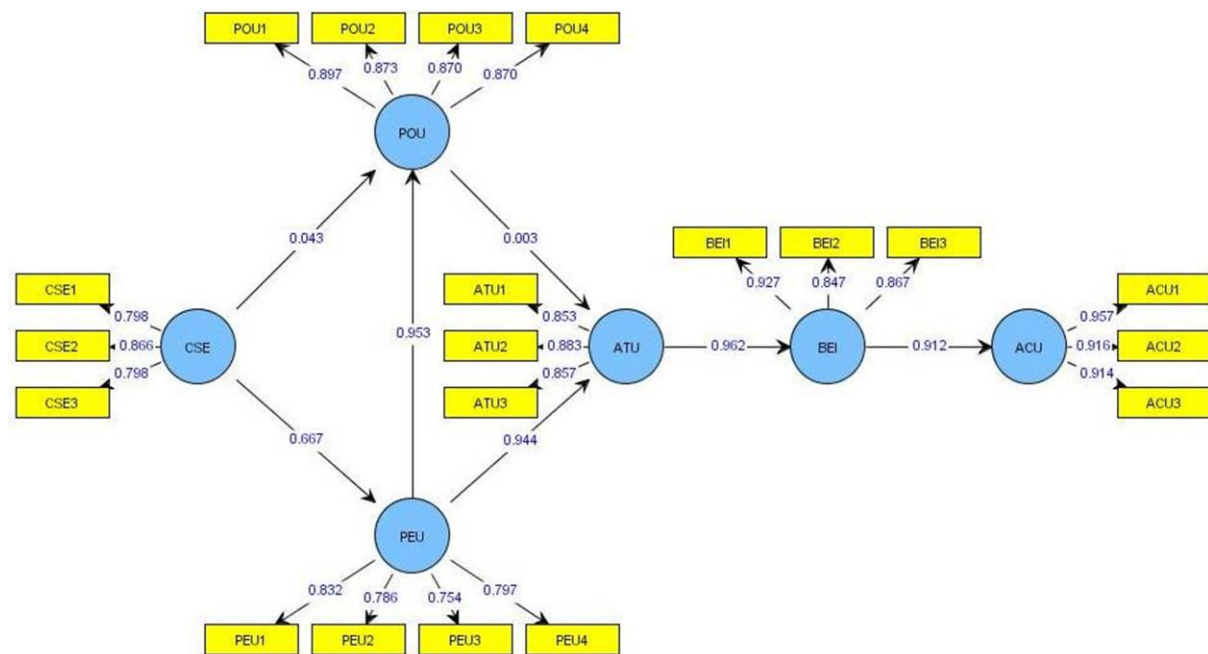 POU1 POU2 POU3 POU4
0.897 0.873 0.870 0.870
POU
0.043 0.003
BEI1 BEI2 BEI3
0.927 0.847 0.867
CSE1 ATU1 ACU1
0.798 0.853 0.957
0.953
CSE2 0.866 CSE ATU2 0.883 ATU 0.962 BEI 0.912 ACU 0.916 ACU2
0.798 0.857 0.914
CSE3 ATU3 ACU3
0.667 0.944
PEU
0.832 0.786 0.754 0.797
PEU1 PEU2 PEU3 PEU4